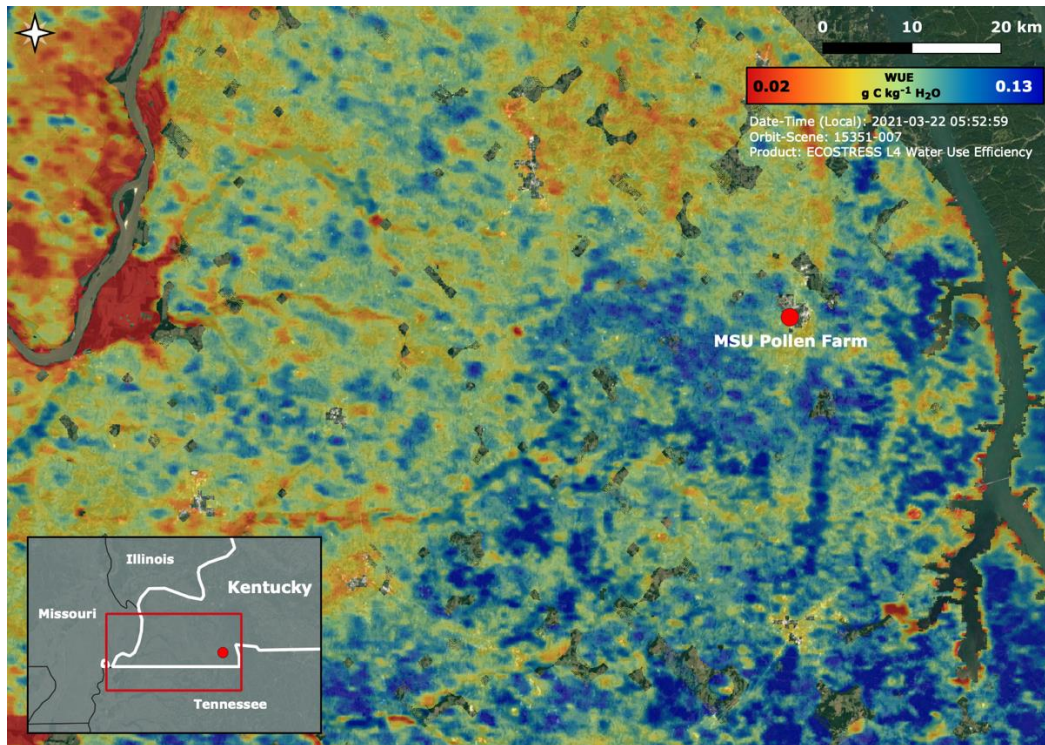 0 10 20 km
WUE
0.02 g C kg⁻¹ H₂O 0.13
Date-Time (Local): 2021-03-22 05:52:59
Orbit-Scene: 15351-007
Product: ECOSTRESS L4 Water Use Efficiency
MSU Pollen Farm
Illinois
Kentucky
Missouri
Tennessee